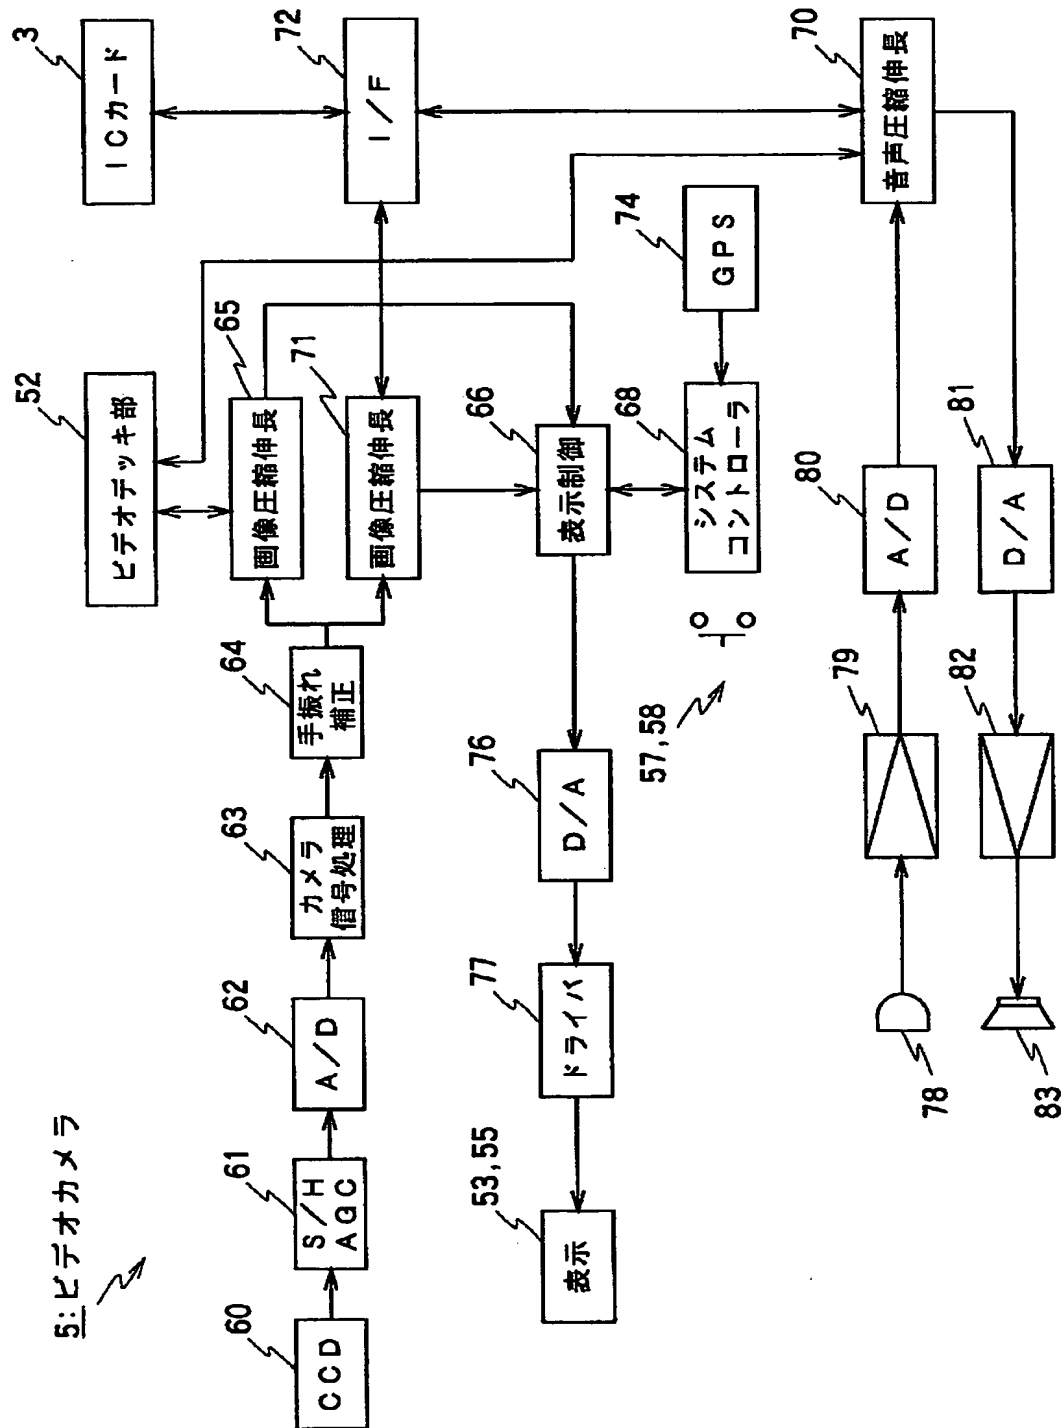 5:ビデオカメラ
60
CCD
61
S/H
AGC
62
A/D
63
カメラ
信号処理
64
手振れ
補正
52
ビデオデッキ部
65
画像圧縮伸長
71
画像圧縮伸長
3
ICカード
72
I/F
53,55
表示
77
ドライバ
76
D/A
66
表示制御
57,58
68
システム
コントローラ
74
GPS
78
79
80
A/D
70
音声圧縮伸長
83
82
81
D/A